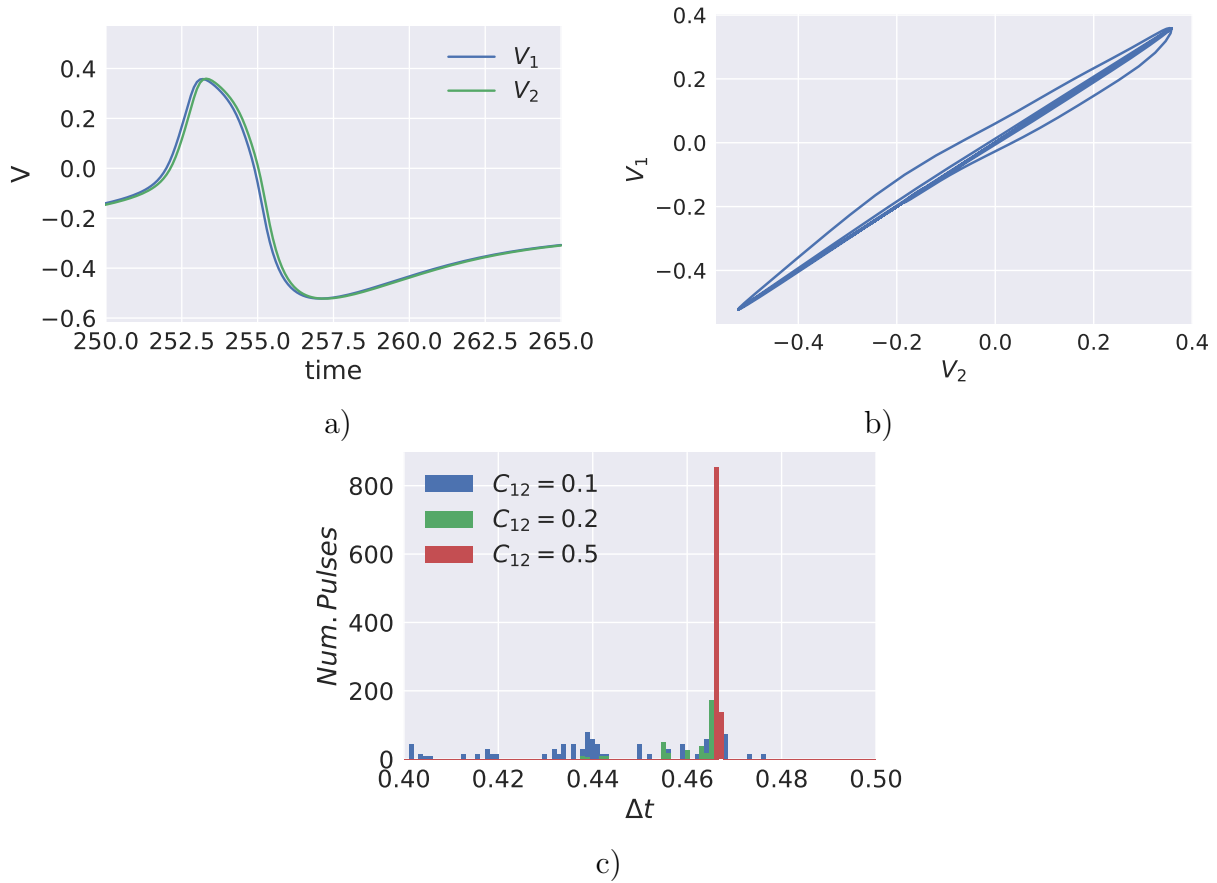 0.4
0.2
0.0
−0.2
−0.4
−0.6
V
V₁
V₂
250.0 252.5 255.0 257.5 260.0 262.5 265.0
time
a)
0.4
0.2
0.0
−0.2
−0.4
V₁
−0.4 −0.2 0.0 0.2 0.4
V₂
b)
800
600
400
200
0
Num. Pulses
C₁₂ = 0.1
C₁₂ = 0.2
C₁₂ = 0.5
0.40 0.42 0.44 0.46 0.48 0.50
Δt
c)